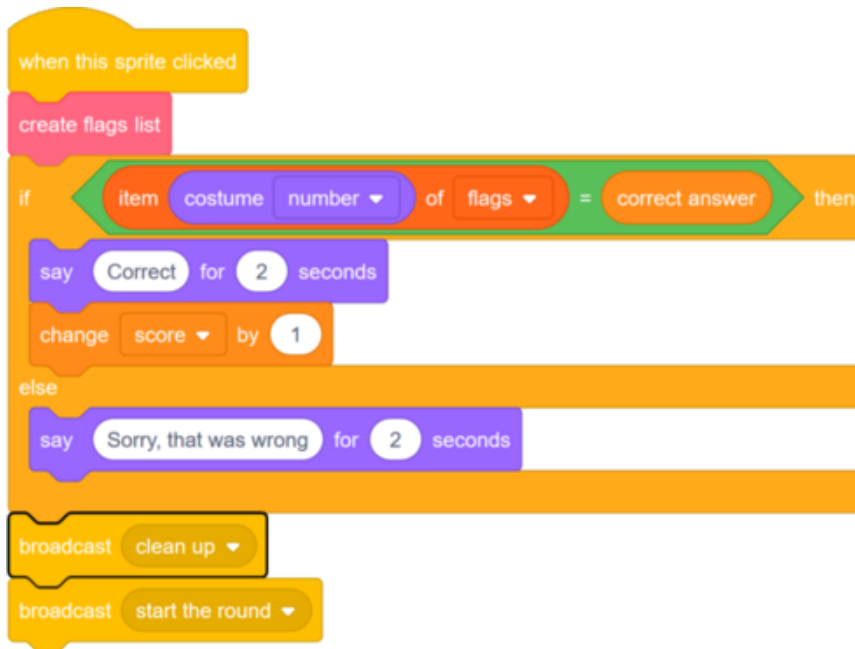 when this sprite clicked
create flags list
if item costume number of flags = correct answer then
say Correct for 2 seconds
change score by 1
else
say Sorry, that was wrong for 2 seconds
broadcast clean up
broadcast start the round